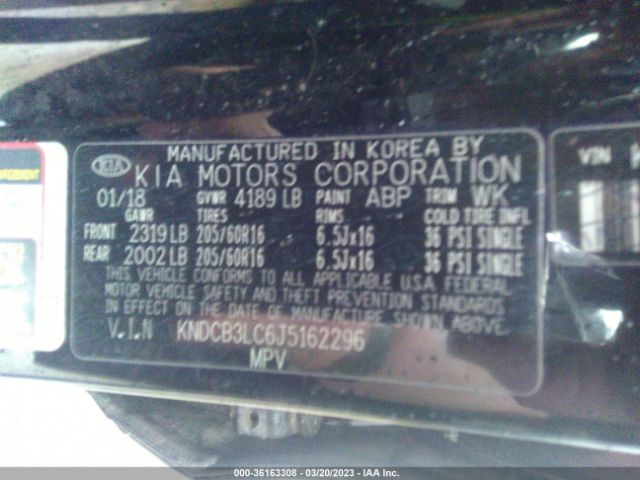 MANUFACTURED IN KOREA BY
KIA KIA MOTORS CORPORATION
01/18 GVWR 4189 LB PAINT ABP TRIM WK
GAWR TIRES RIMS COLD TIRE INFL
FRONT 2319 LB 205/60R16 6.5Jx16 36 PSI SINGLE
REAR 2002 LB 205/60R16 6.5Jx16 36 PSI SINGLE
THIS VEHICLE CONFORMS TO ALL APPLICABLE U.S.A FEDERAL
MOTOR VEHICLE SAFETY AND THEFT PREVENTION STANDARDS
IN EFFECT ON THE DATE OF MANUFACTURE SHOWN ABOVE.
V.I.N KNDCB3LC6J5162296
MPV
VIN
000-36163308 - 03/20/2023 - IAA Inc.